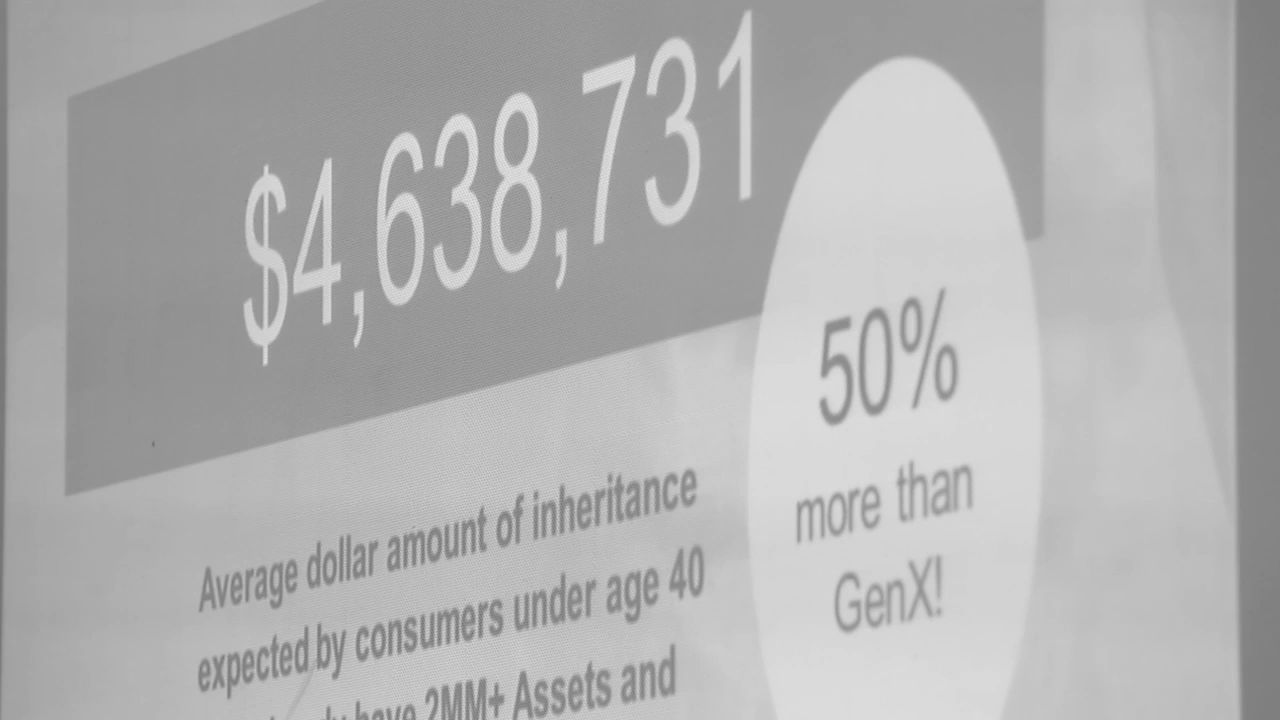 $4,638,731
Average dollar amount of inheritance
expected by consumers under age 40
have 2MM+ Assets and
50%
more than
GenX!